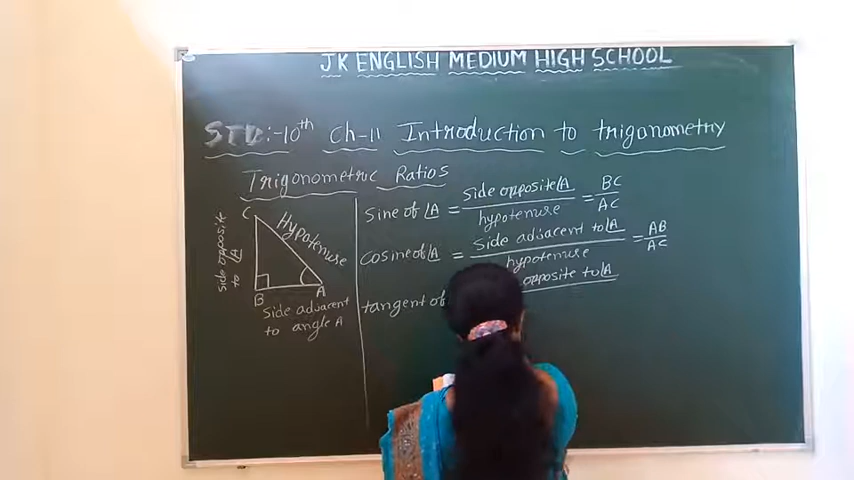 JK ENGLISH MEDIUM HIGH SCHOOL
STD:-10th Ch-11 Introduction to trigonometry
Trigonometric Ratios
C
Hypotenuse
side opposite
to ∠A
B
A
side adjacent
to angle A
sine of ∠A = side opposite ∠A / hypotenuse = BC / AC
cosine of ∠A = side adjacent to ∠A / hypotenuse = AB / AC
tangent of
opposite to ∠A